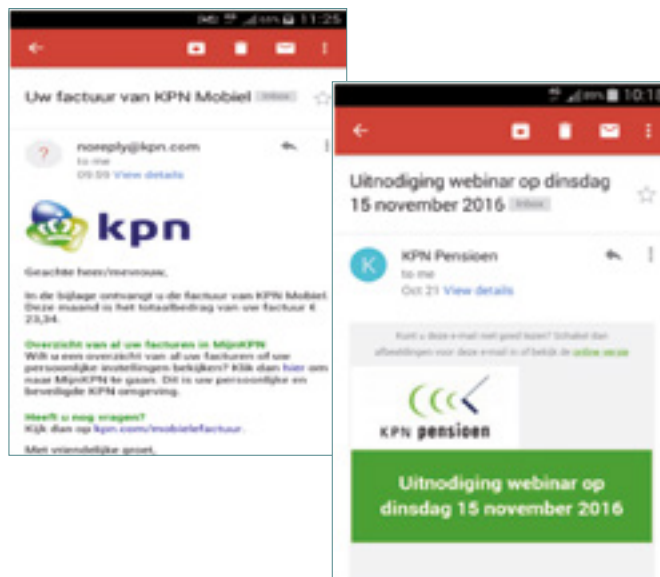 11:25
Uw factuur van KPN Mobiel Inbox
?
noreply@kpn.com
to me
09:09 View details
kpn
Geachte heer/mevrouw,
In de bijlage ontvangt u de factuur van KPN Mobiel.
Deze maand is het totaalbedrag van uw factuur €
23,34.
Overzicht van al uw facturen in MijnKPN
Wilt u een overzicht van al uw facturen of uw
persoonlijke instellingen bekijken? Klik dan hier om
naar MijnKPN te gaan. Dit is uw persoonlijke en
beveiligde KPN omgeving.
Heeft u nog vragen?
Kijk dan op kpn.com/mobielefactuur.
Met vriendelijke groet,
10:18
Uitnodiging webinar op dinsdag
15 november 2016 Inbox
K
KPN Pensioen
to me
Oct 21 View details
Kunt u deze e-mail niet goed lezen? Schakel dan
afbeeldingen voor deze e-mail in of bekijk de online versie
KPN pensioen
Uitnodiging webinar op
dinsdag 15 november 2016